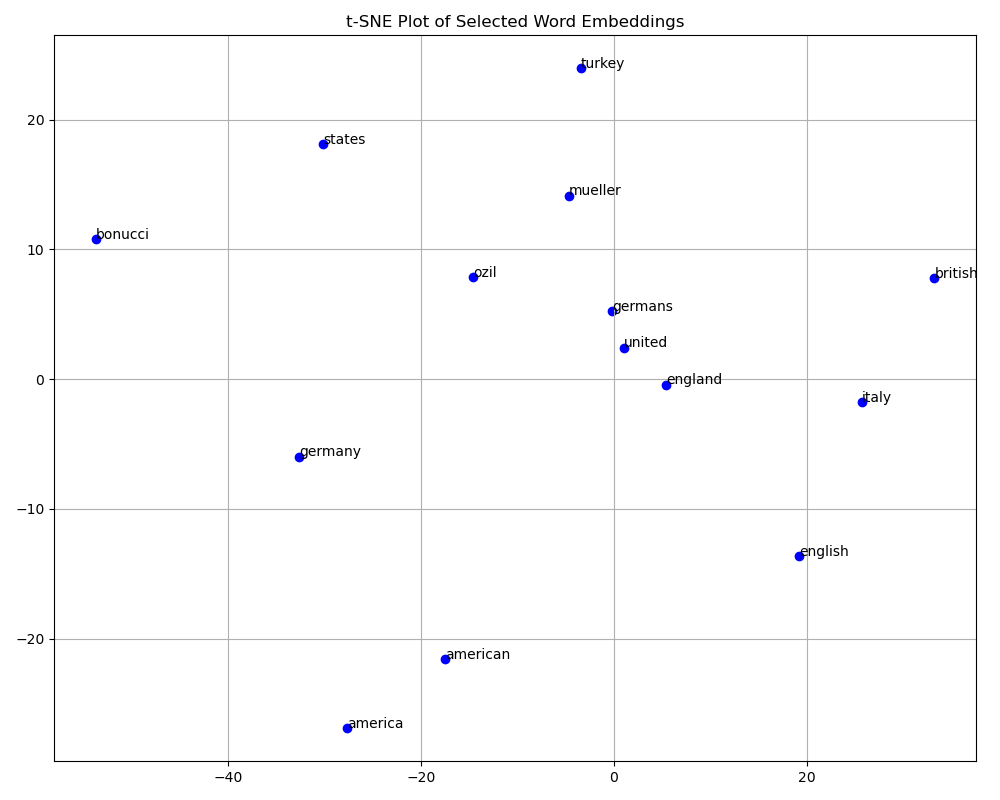 t-SNE Plot of Selected Word Embeddings
turkey
20
states
mueller
bonucci
10
ozil
british
germans
united
0
england
italy
germany
−10
english
−20
american
america
−40
−20
0
20